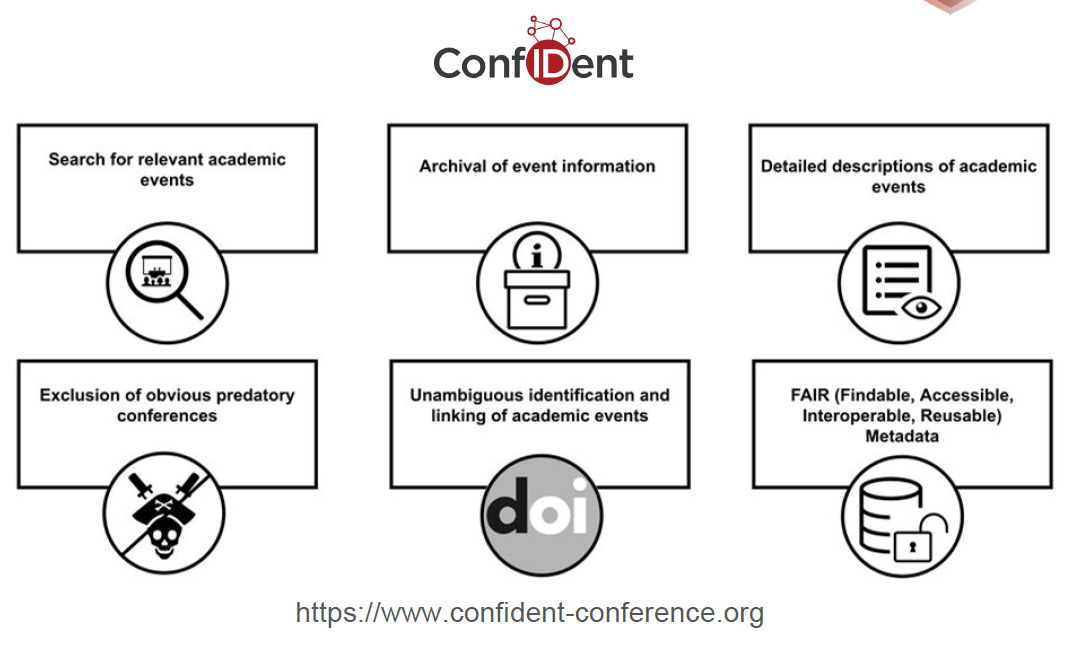 ConfIDent
Search for relevant academic
events
Archival of event information
Detailed descriptions of academic
events
i
Exclusion of obvious predatory
conferences
Unambiguous identification and
linking of academic events
FAIR (Findable, Accessible,
Interoperable, Reusable)
Metadata
doi
https://www.confident-conference.org